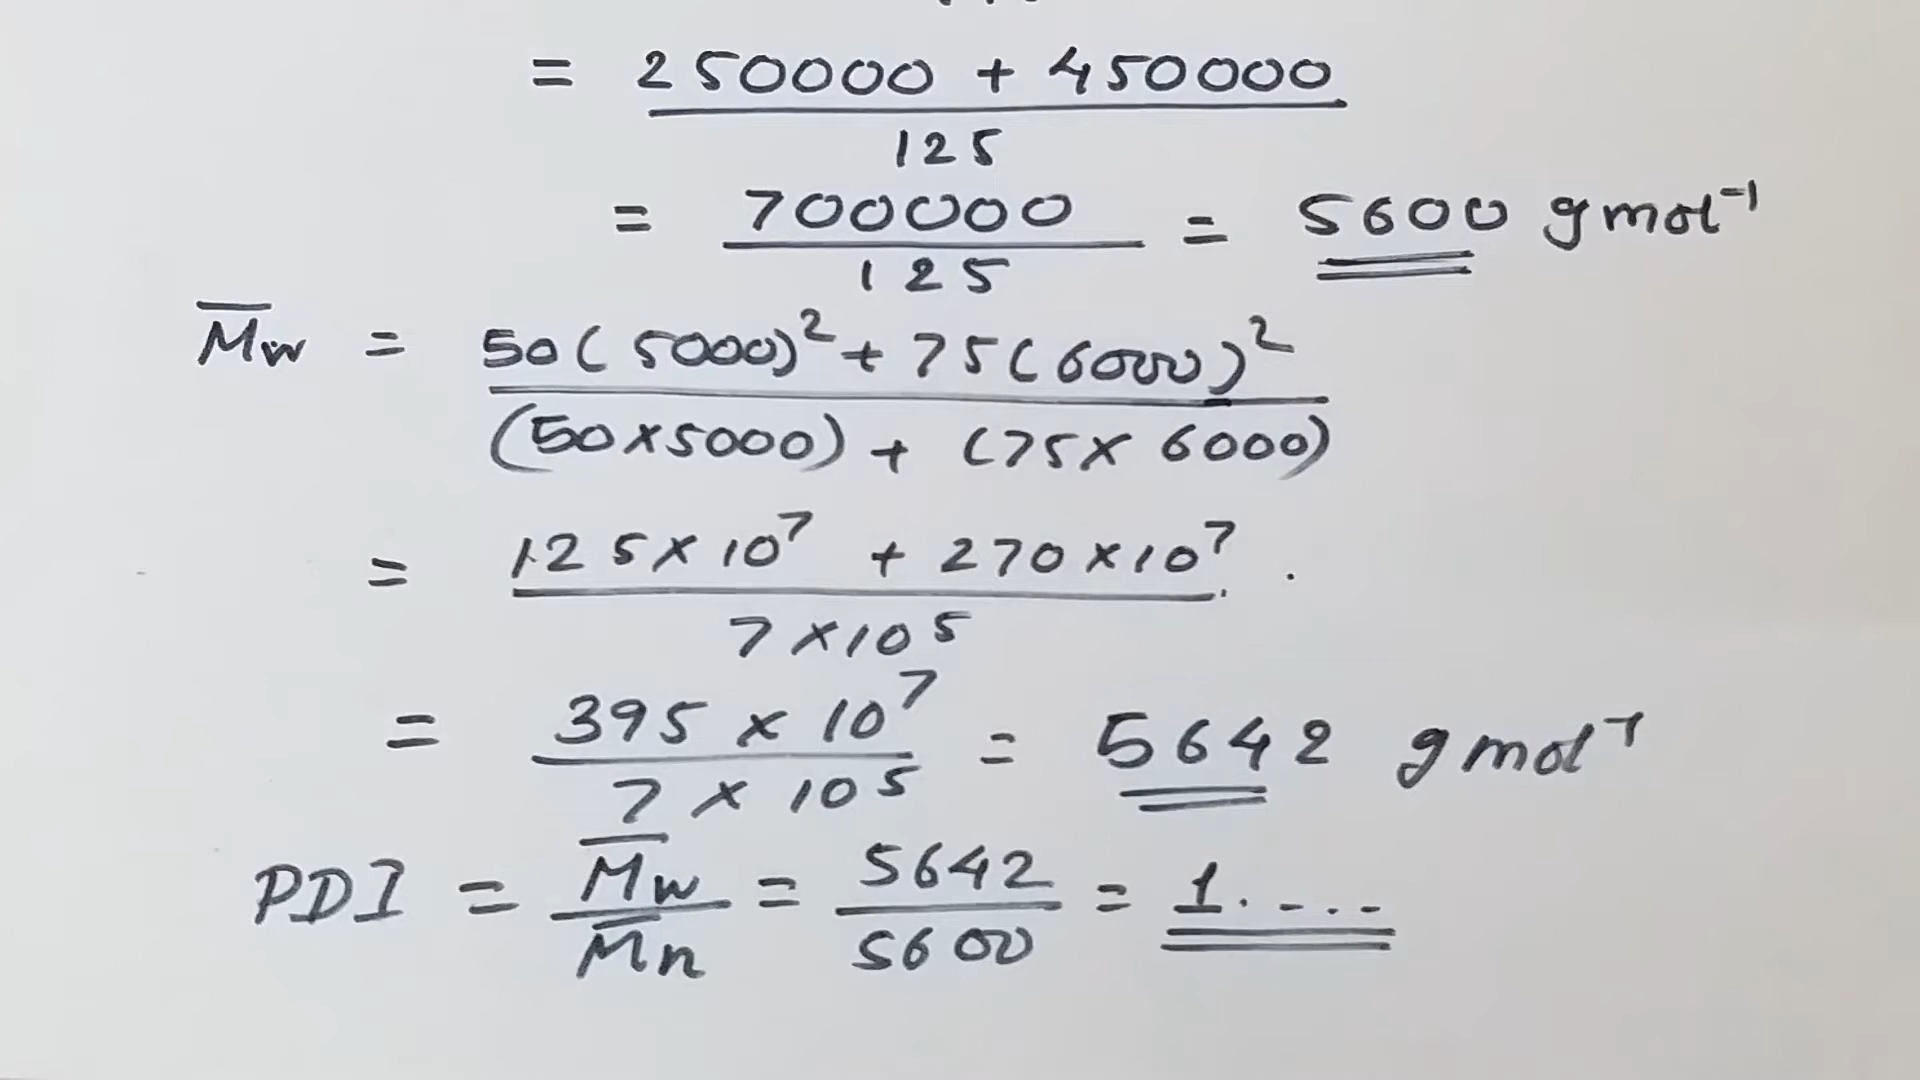 = 250000 + 450000
125
= 700000 = 5600 g mol⁻¹
125
M̅w = 50(5000)² + 75(6000)²
(50×5000) + (75× 6000)
= 125×10⁷ + 270×10⁷
7×10⁵
= 395 × 10⁷ = 5642 g mol⁻¹
7 × 10⁵
PDI = M̅w = 5642 = 1.....
M̅n 5600